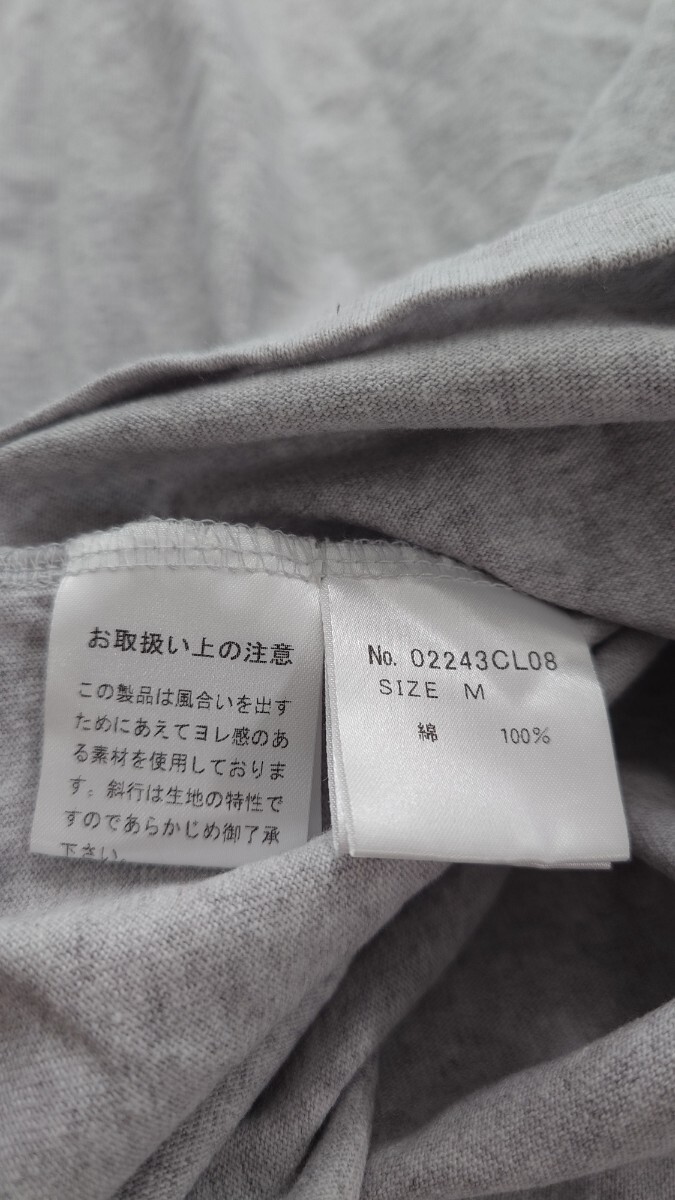 お取扱い上の注意
この製品は風合いを出す
ためにあえてヨレ感のあ
る素材を使用しておりま
す。斜行は生地の特性で
すのであらかじめ御了承
下さい。
No. 02243CL08
SIZE M
綿 100%